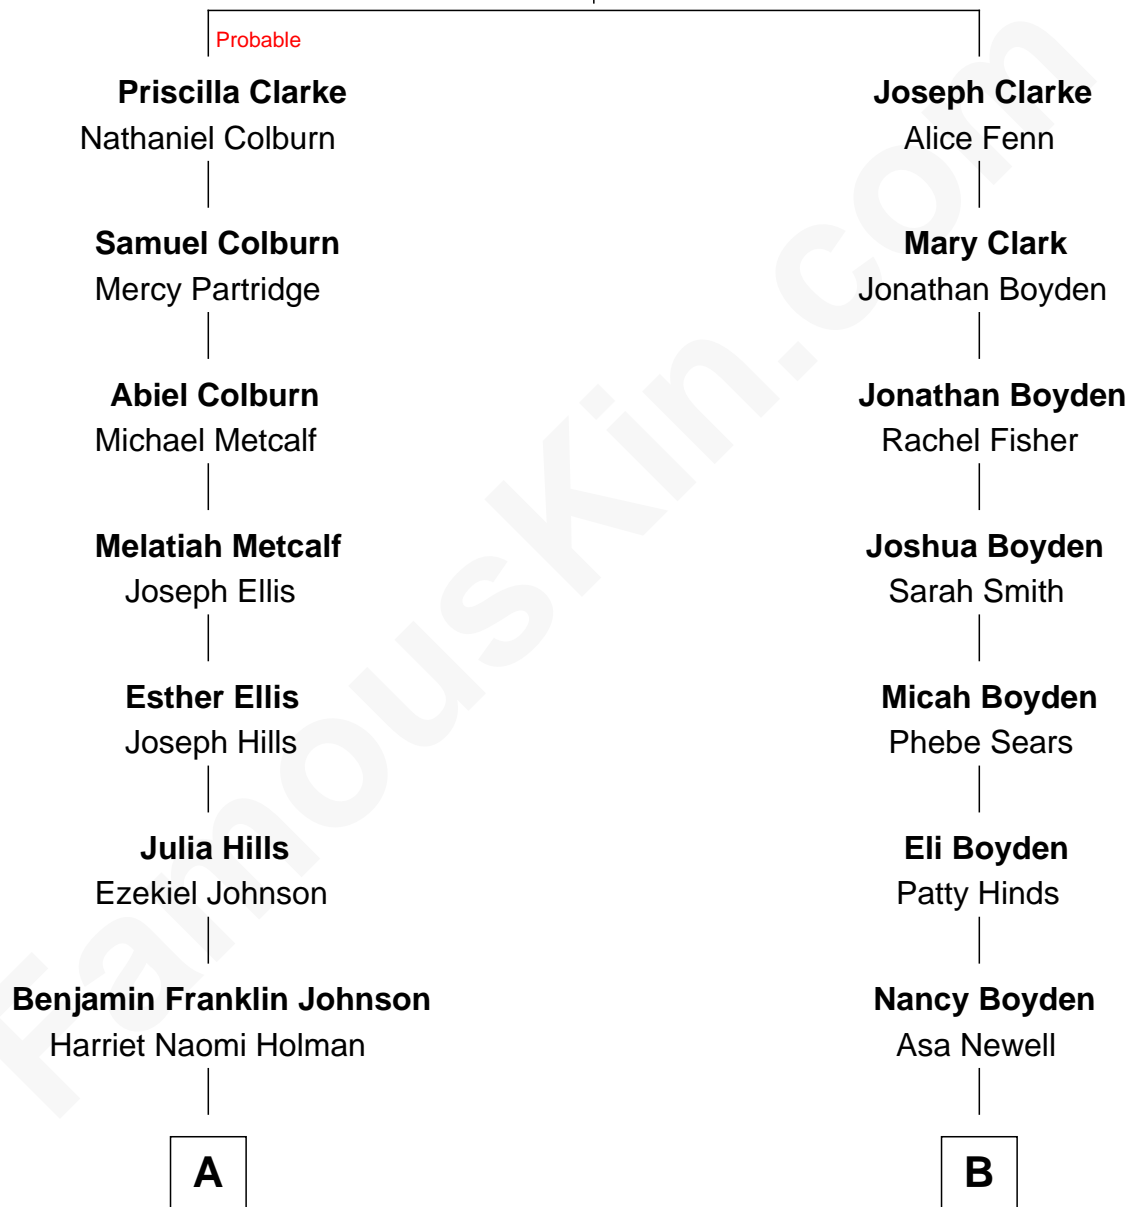 Probable
Priscilla Clarke
Nathaniel Colburn
Samuel Colburn
Mercy Partridge
Abiel Colburn
Michael Metcalf
Melatiah Metcalf
Joseph Ellis
Esther Ellis
Joseph Hills
Julia Hills
Ezekiel Johnson
Benjamin Franklin Johnson
Harriet Naomi Holman
A
Joseph Clarke
Alice Fenn
Mary Clark
Jonathan Boyden
Jonathan Boyden
Rachel Fisher
Joshua Boyden
Sarah Smith
Micah Boyden
Phebe Sears
Eli Boyden
Patty Hinds
Nancy Boyden
Asa Newell
B
FamousKin.com